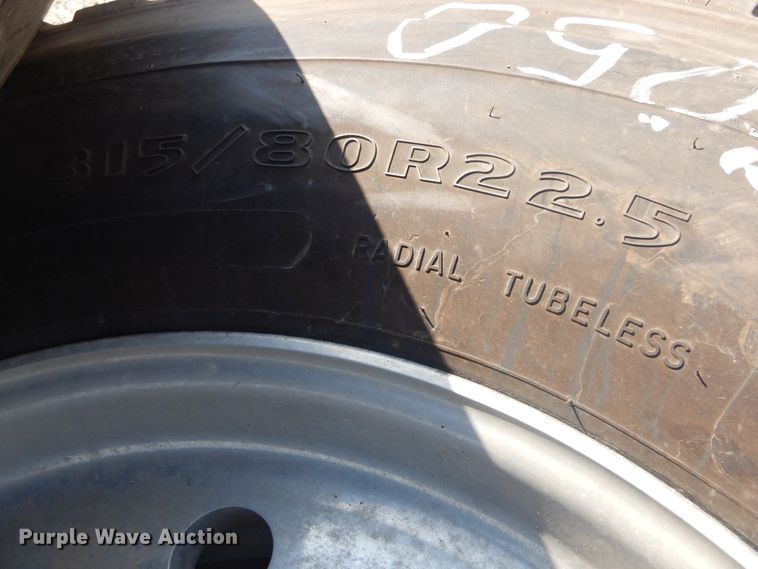 315/80R22.5
RADIAL TUBELESS
Purple Wave Auction